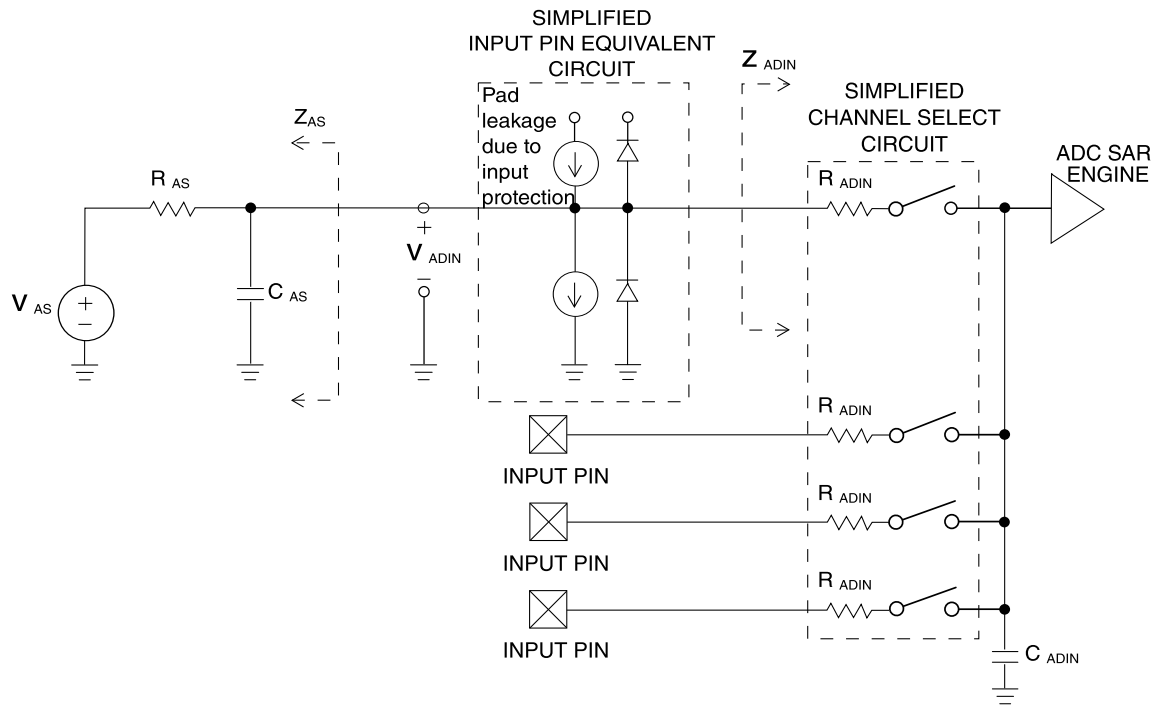 SIMPLIFIED
INPUT PIN EQUIVALENT
CIRCUIT
Pad
leakage
due to
input
protection
Z ADIN
SIMPLIFIED
CHANNEL SELECT
CIRCUIT
ADC SAR
ENGINE
Z AS
R AS
R ADIN
+
V ADIN
−
V AS
+
−
C AS
R ADIN
INPUT PIN
R ADIN
INPUT PIN
R ADIN
INPUT PIN
C ADIN